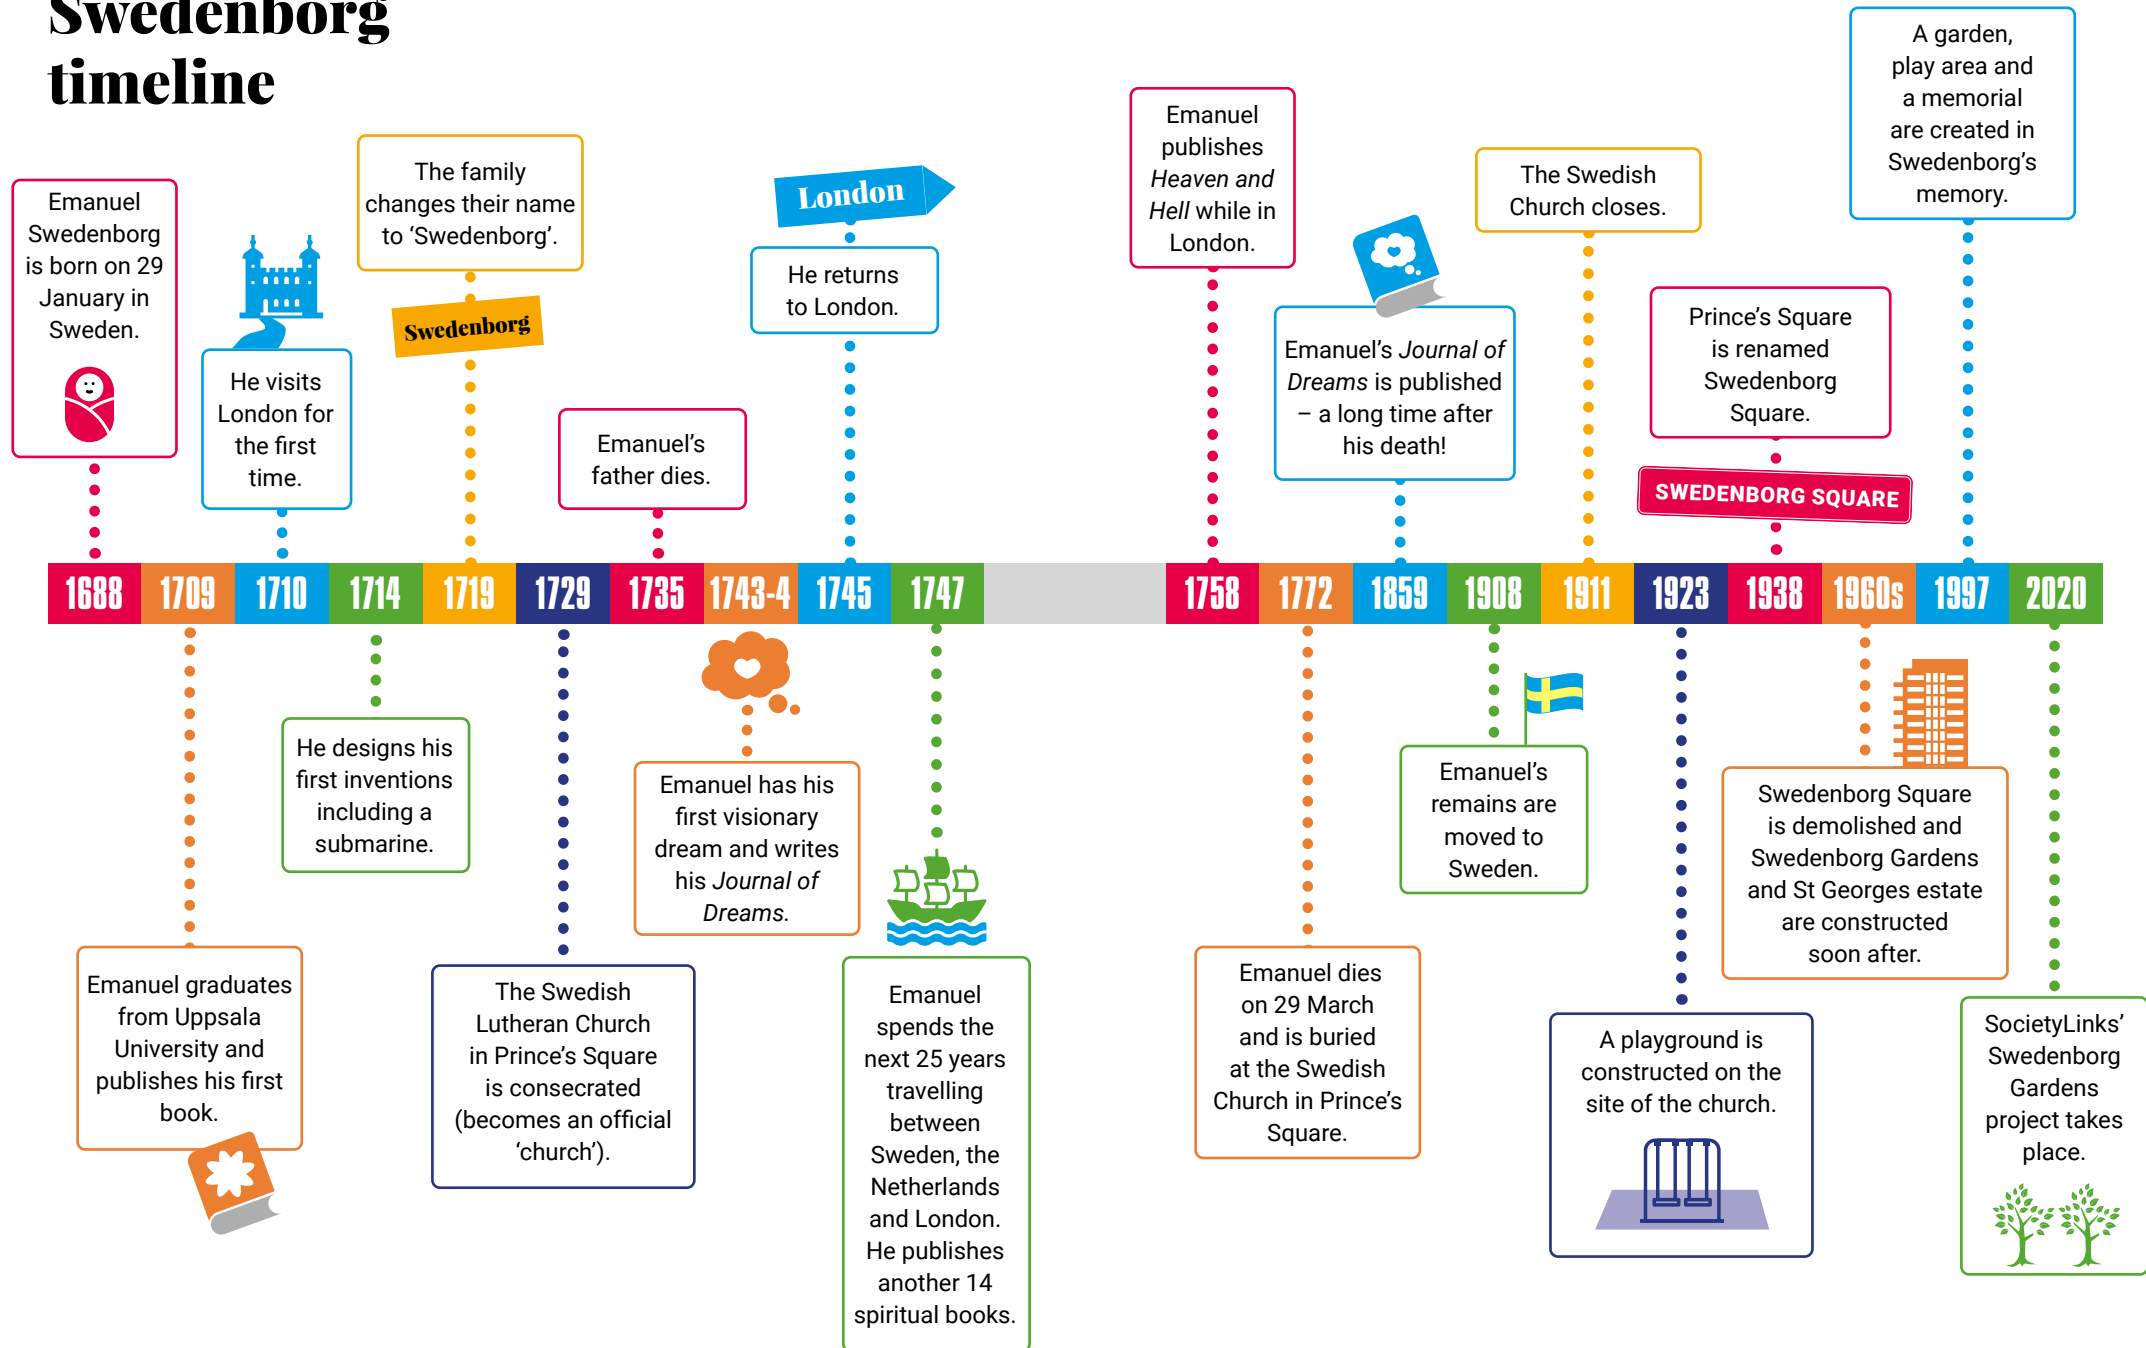 Swedenborg
timeline
Emanuel
Swedenborg
is born on 29
January in
Sweden.
He visits
London for
the first
time.
The family
changes their name
to ‘Swedenborg’.
Swedenborg
Emanuel’s
father dies.
London
He returns
to London.
Emanuel
publishes
Heaven and
Hell while in
London.
Emanuel’s Journal of
Dreams is published
– a long time after
his death!
The Swedish
Church closes.
Prince’s Square
is renamed
Swedenborg
Square.
SWEDENBORG SQUARE
A garden,
play area and
a memorial
are created in
Swedenborg’s
memory.
1688 1709 1710 1714 1719 1729 1735 1743-4 1745 1747 1758 1772 1859 1908 1911 1923 1938 1960s 1997 2020
Emanuel graduates
from Uppsala
University and
publishes his first
book.
He designs his
first inventions
including a
submarine.
The Swedish
Lutheran Church
in Prince’s Square
is consecrated
(becomes an official
‘church’).
Emanuel has his
first visionary
dream and writes
his Journal of
Dreams.
Emanuel
spends the
next 25 years
travelling
between
Sweden, the
Netherlands
and London.
He publishes
another 14
spiritual books.
Emanuel dies
on 29 March
and is buried
at the Swedish
Church in Prince’s
Square.
Emanuel’s
remains are
moved to
Sweden.
A playground is
constructed on the
site of the church.
Swedenborg Square
is demolished and
Swedenborg Gardens
and St Georges estate
are constructed
soon after.
SocietyLinks’
Swedenborg
Gardens
project takes
place.